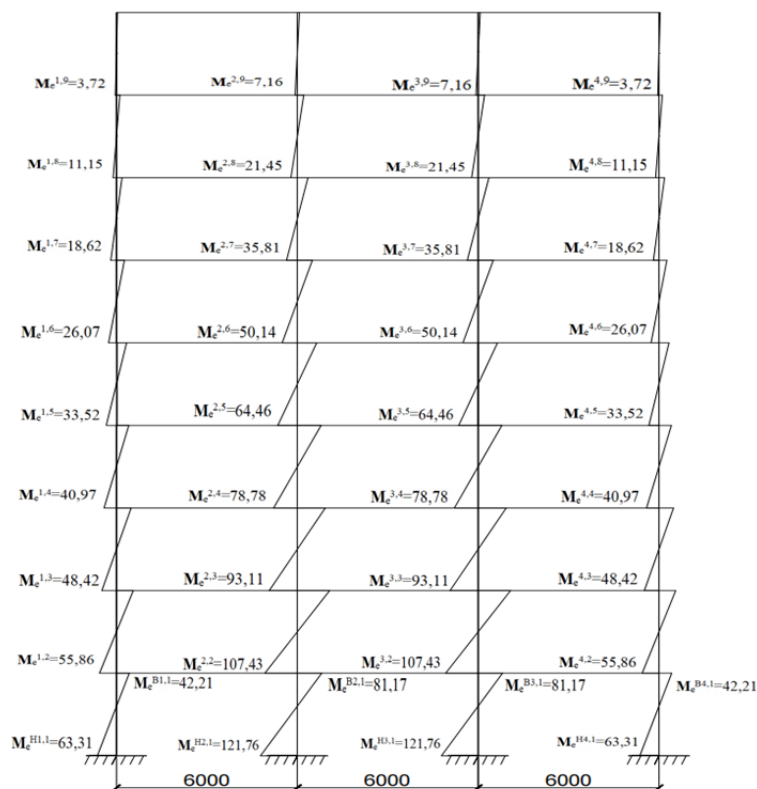 Mₑ¹,⁹=3,72 Mₑ²,⁹=7,16 Mₑ³,⁹=7,16 Mₑ⁴,⁹=3,72
Mₑ¹,⁸=11,15 Mₑ²,⁸=21,45 Mₑ³,⁸=21,45 Mₑ⁴,⁸=11,15
Mₑ¹,⁷=18,62 Mₑ²,⁷=35,81 Mₑ³,⁷=35,81 Mₑ⁴,⁷=18,62
Mₑ¹,⁶=26,07 Mₑ²,⁶=50,14 Mₑ³,⁶=50,14 Mₑ⁴,⁶=26,07
Mₑ¹,⁵=33,52 Mₑ²,⁵=64,46 Mₑ³,⁵=64,46 Mₑ⁴,⁵=33,52
Mₑ¹,⁴=40,97 Mₑ²,⁴=78,78 Mₑ³,⁴=78,78 Mₑ⁴,⁴=40,97
Mₑ¹,³=48,42 Mₑ²,³=93,11 Mₑ³,³=93,11 Mₑ⁴,³=48,42
Mₑ¹,²=55,86 Mₑ²,²=107,43 Mₑ³,²=107,43 Mₑ⁴,²=55,86
Mₑᴮ¹,¹=42,21 Mₑᴮ²,¹=81,17 Mₑᴮ³,¹=81,17 Mₑᴮ⁴,¹=42,21
Mₑᴴ¹,¹=63,31 Mₑᴴ²,¹=121,76 Mₑᴴ³,¹=121,76 Mₑᴴ⁴,¹=63,31
6000 6000 6000